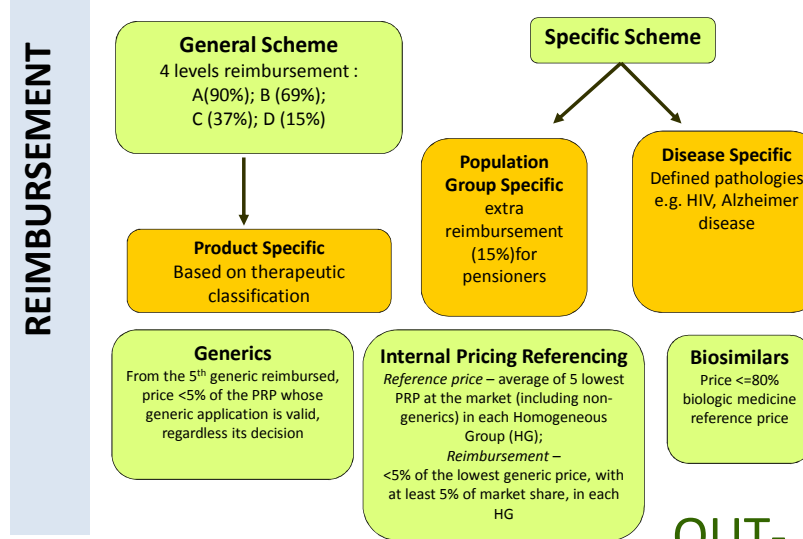 REIMBURSEMENT
General Scheme
4 levels reimbursement :
A(90%); B (69%);
C (37%); D (15%)
Specific Scheme
Product Specific
Based on therapeutic
classification
Population
Group Specific
extra
reimbursement
(15%)for
pensioners
Disease Specific
Defined pathologies
e.g. HIV, Alzheimer
disease
Generics
From the 5th generic reimbursed,
price <5% of the PRP whose
generic application is valid,
regardless its decision
Internal Pricing Referencing
Reference price – average of 5 lowest
PRP at the market (including non-
generics) in each Homogeneous
Group (HG);
Reimbursement –
<5% of the lowest generic price, with
at least 5% of market share, in each
HG
Biosimilars
Price <=80%
biologic medicine
reference price
OUT-